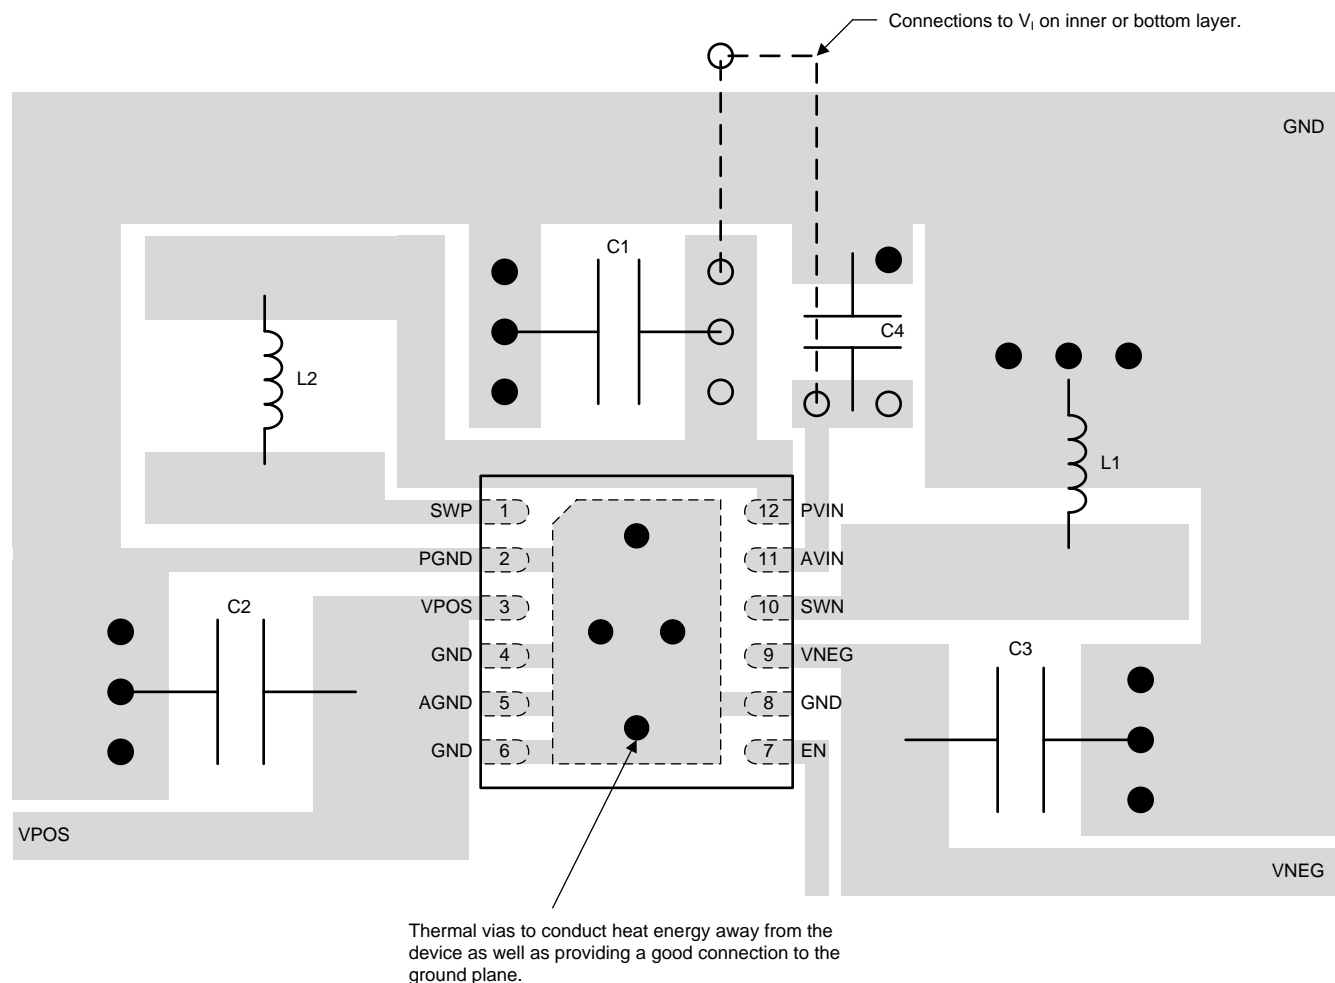 Connections to VI on inner or bottom layer.
GND
C1
C4
L2
L1
SWP 1
12 PVIN
PGND 2
11 AVIN
VPOS 3
10 SWN
C2
GND 4
9 VNEG
C3
AGND 5
8 GND
GND 6
7 EN
VPOS
VNEG
Thermal vias to conduct heat energy away from the
device as well as providing a good connection to the
ground plane.